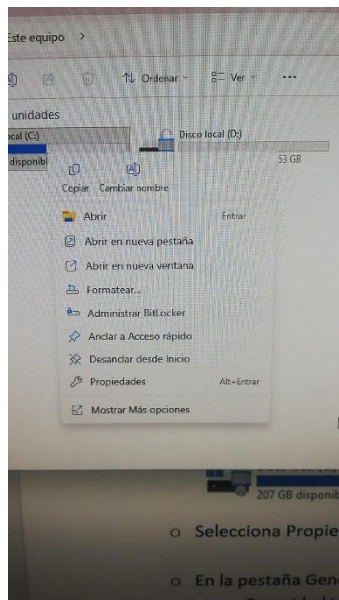 Este equipo >
Ordenar
Ver
...
unidades
ocal (C:)
Disco local (D:)
disponibl
53 GB
Copiar Cambiar nombre
Abrir Entrar
Abrir en nueva pestaña
Abrir en nueva ventana
Formatear...
Administrar BitLocker
Anclar a Acceso rápido
Desanclar desde Inicio
Propiedades Alt+Entrar
Mostrar Más opciones
207 GB disponib
o Selecciona Propie
o En la pestaña Gen